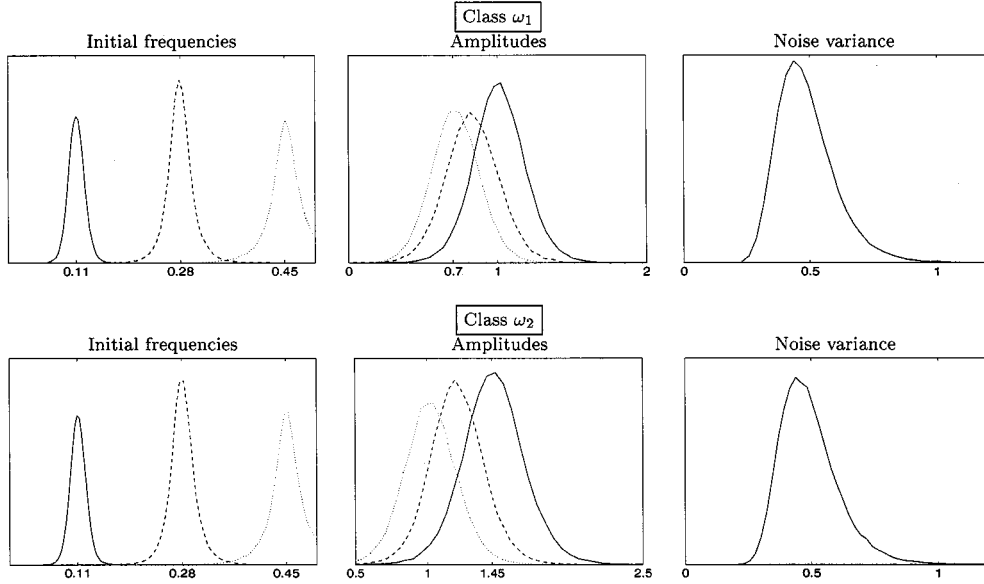 Class ω₁
Initial frequencies
Amplitudes
Noise variance
0.11 0.28 0.45
0 0.7 1 2
0 0.5 1
Class ω₂
Initial frequencies
Amplitudes
Noise variance
0.11 0.28 0.45
0.5 1 1.45 2.5
0 0.5 1